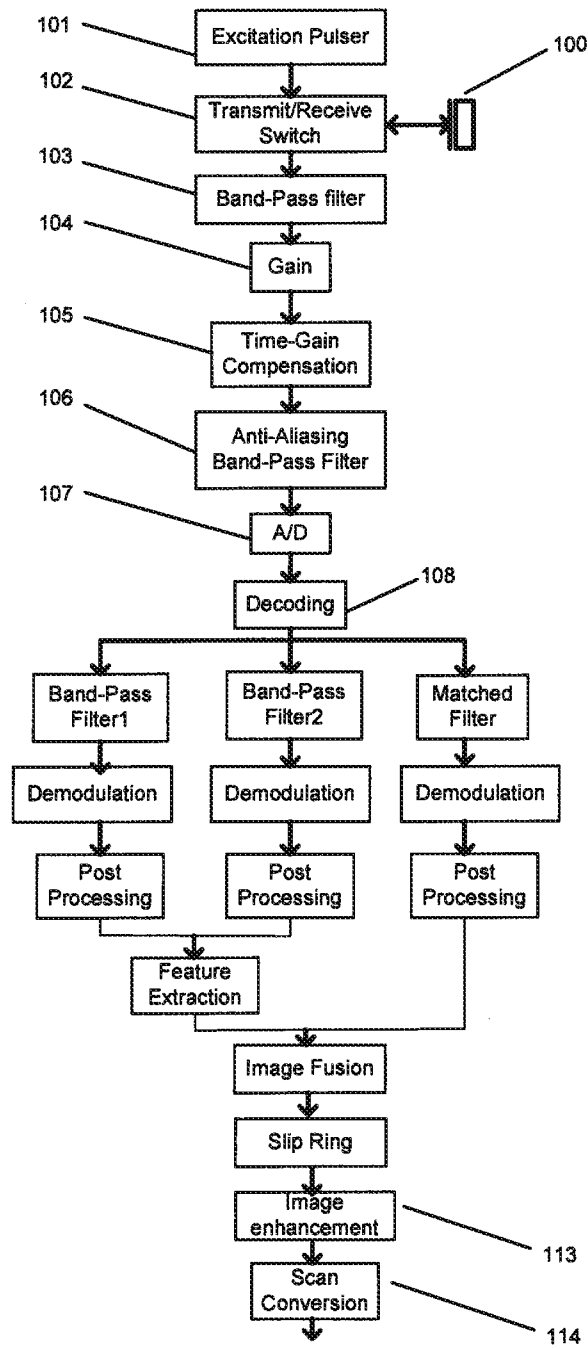 101
Excitation Pulser
100
102
Transmit/Receive
Switch
103
Band-Pass filter
104
Gain
105
Time-Gain
Compensation
106
Anti-Aliasing
Band-Pass Filter
107
A/D
108
Decoding
Band-Pass
Filter1
Band-Pass
Filter2
Matched
Filter
Demodulation
Demodulation
Demodulation
Post
Processing
Post
Processing
Post
Processing
Feature
Extraction
Image Fusion
Slip Ring
Image
enhancement
113
Scan
Conversion
114